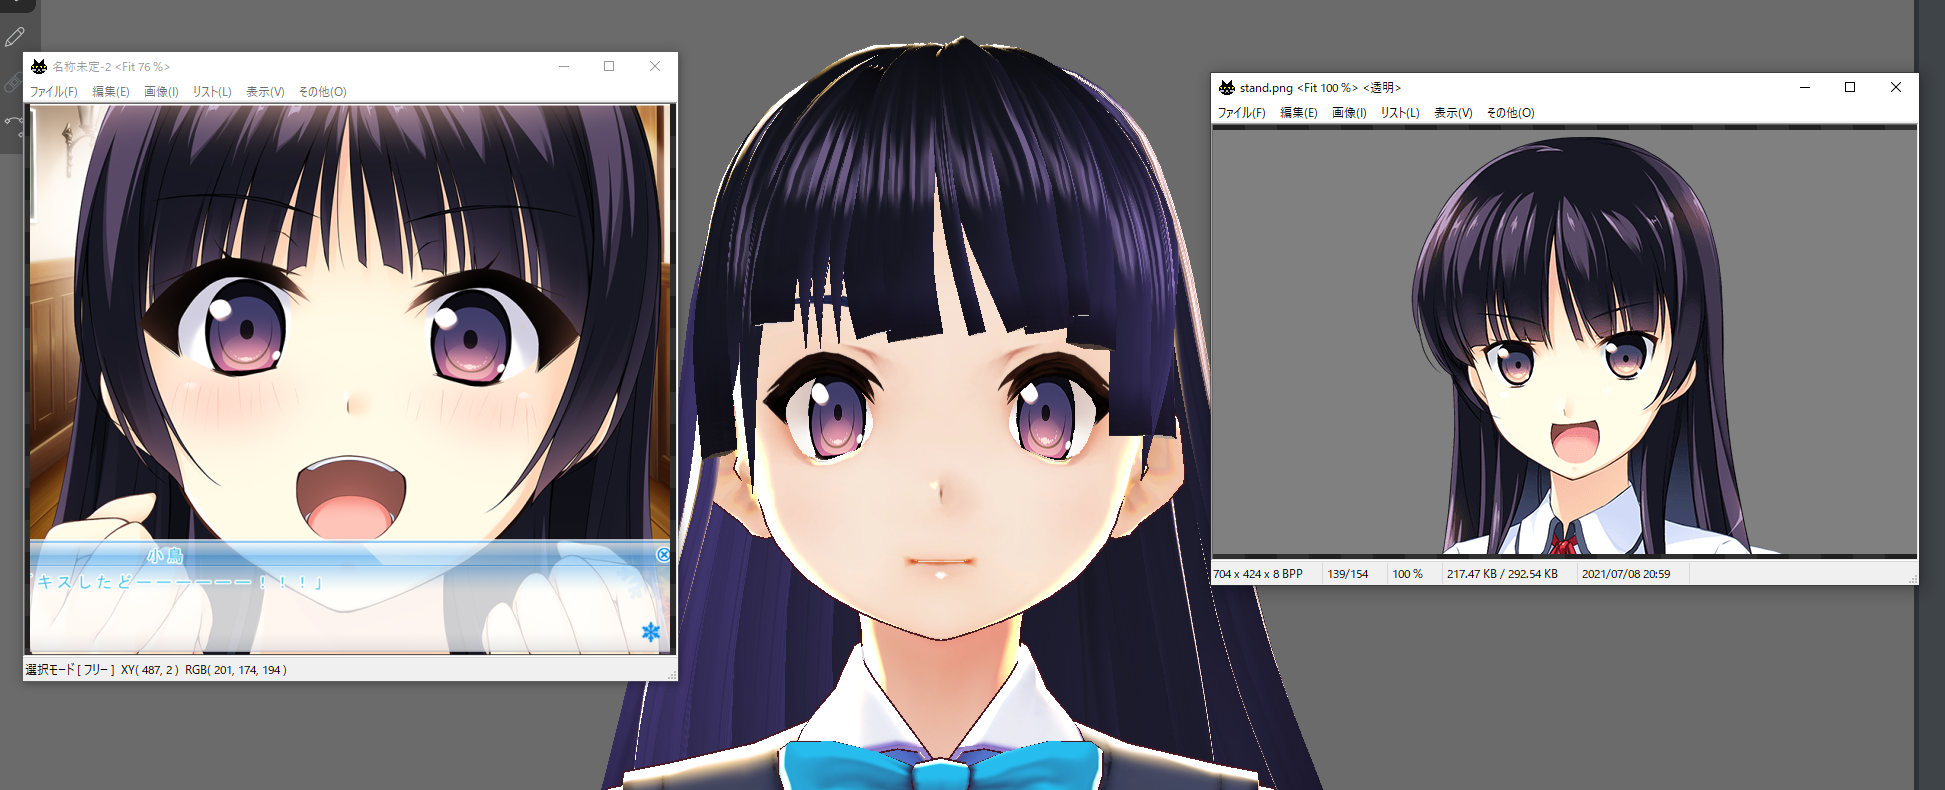 名称未定-2 <Fit 76 %>
ファイル(F) 編集(E) 画像(I) リスト(L) 表示(V) その他(O)
小鳥
「キスしたどーーーーーー！！！」
選択モード [ フリー ] XY( 487, 2 ) RGB( 201, 174, 194 )
stand.png <Fit 100 %> <透明>
ファイル(F) 編集(E) 画像(I) リスト(L) 表示(V) その他(O)
704 x 424 x 8 BPP 139/154 100 % 217.47 KB / 292.54 KB 2021/07/08 20:59